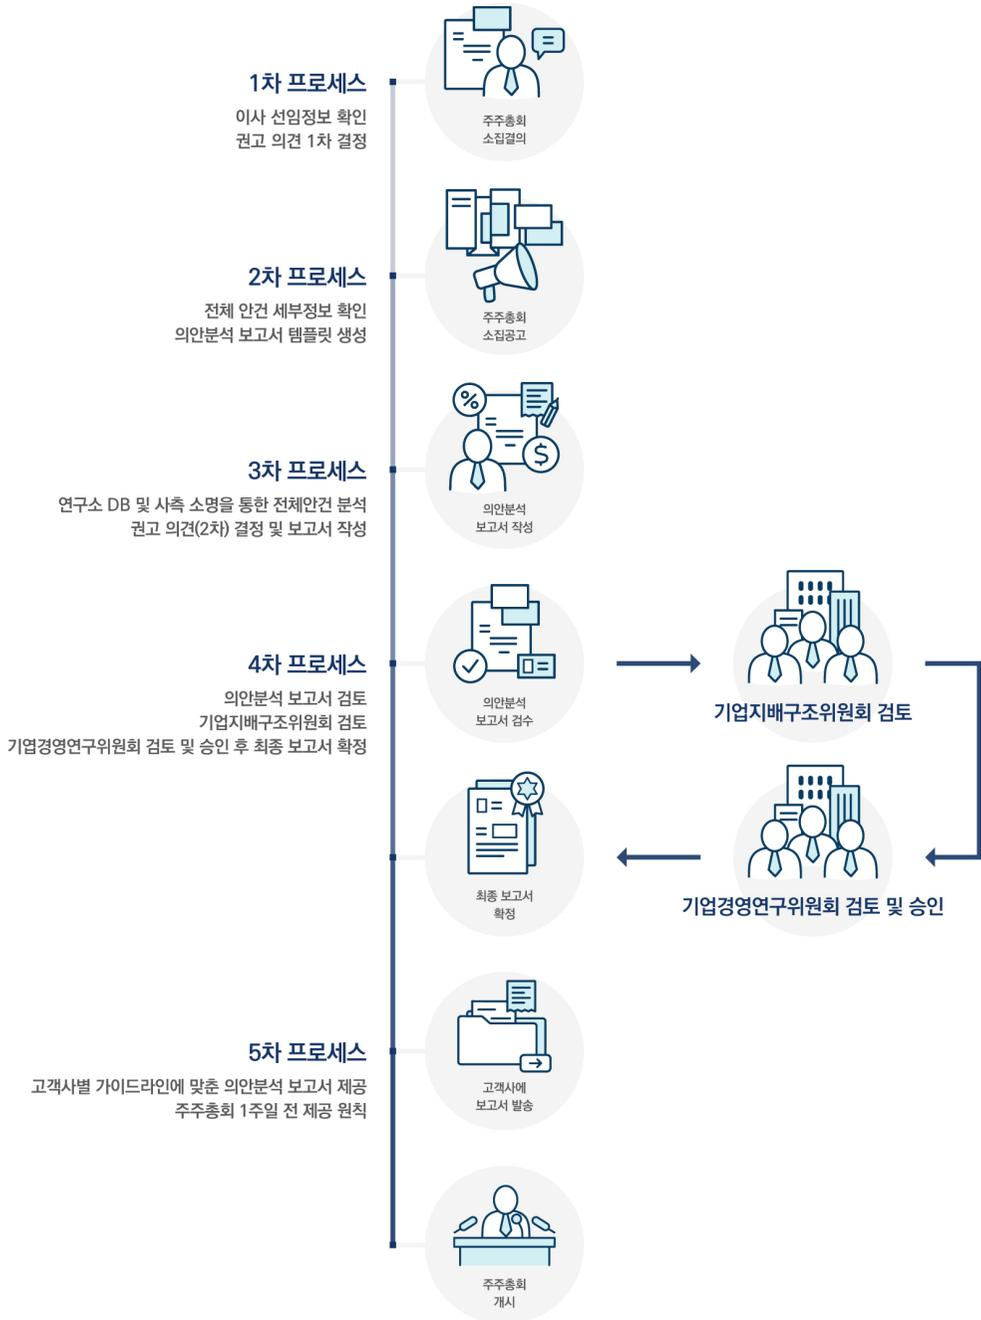 1차 프로세스
이사 선임정보 확인
권고 의견 1차 결정
주주총회
소집결의
2차 프로세스
전체 안건 세부정보 확인
의안분석 보고서 템플릿 생성
주주총회
소집공고
3차 프로세스
연구소 DB 및 사측 소명을 통한 전체안건 분석
권고 의견(2차) 결정 및 보고서 작성
의안분석
보고서 작성
4차 프로세스
의안분석 보고서 검토
기업지배구조위원회 검토
기엽경영연구위원회 검토 및 승인 후 최종 보고서 확정
의안분석
보고서 검수
기업지배구조위원회 검토
기업경영연구위원회 검토 및 승인
최종 보고서
확정
5차 프로세스
고객사별 가이드라인에 맞춘 의안분석 보고서 제공
주주총회 1주일 전 제공 원칙
고객사에
보고서 발송
주주총회
개시